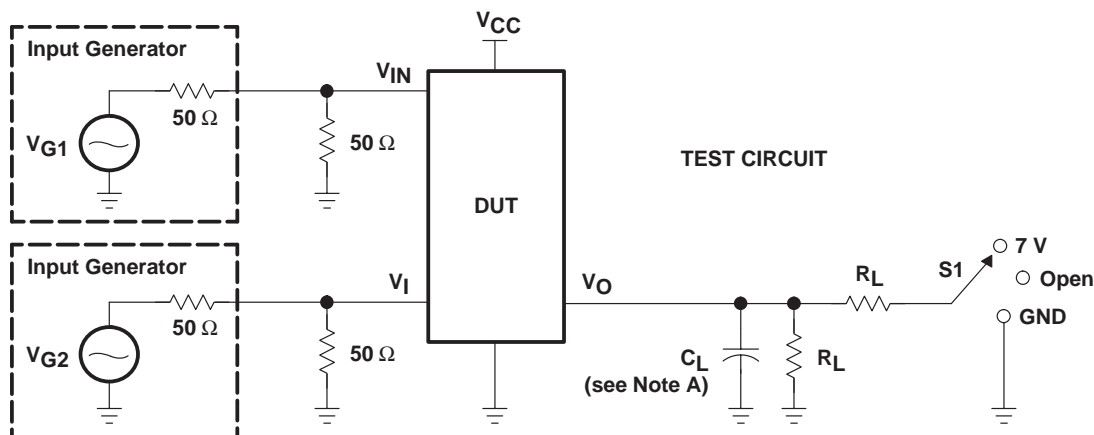 VCC
Input Generator
VIN
50 Ω
VG1
50 Ω
TEST CIRCUIT
DUT
7 V
Input Generator
VI
VO
RL
S1
Open
50 Ω
GND
VG2
50 Ω
CL
(see Note A)
RL